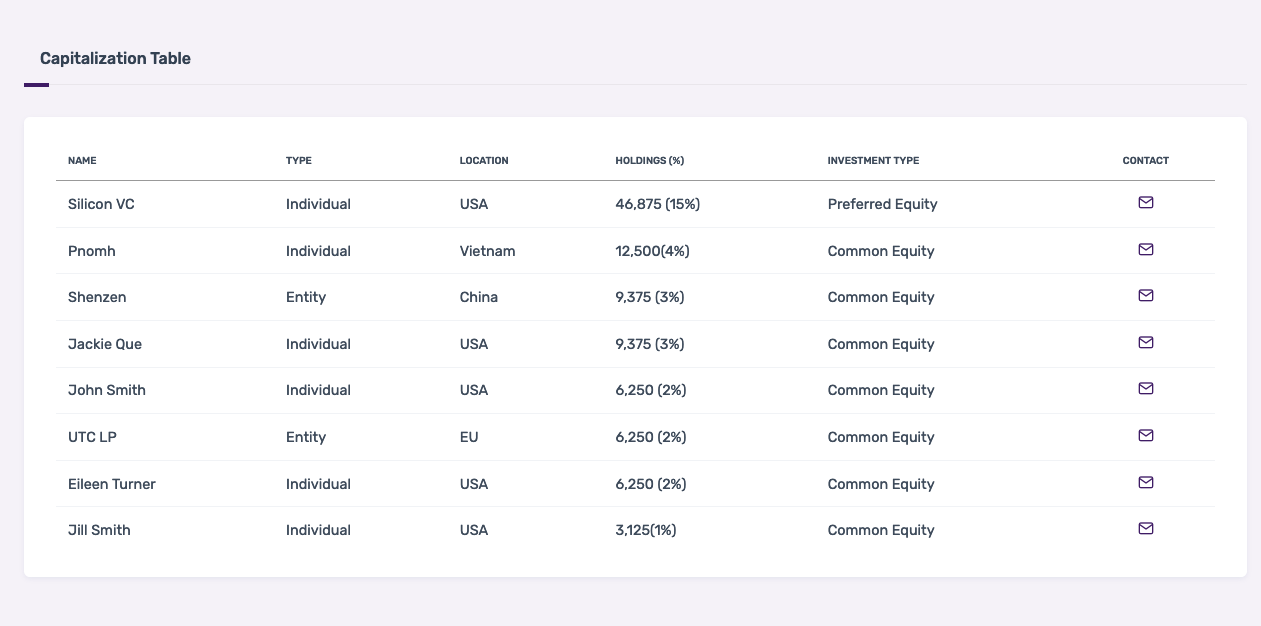 Capitalization Table
NAME TYPE LOCATION HOLDINGS (%) INVESTMENT TYPE CONTACT
Silicon VC Individual USA 46,875 (15%) Preferred Equity
Pnomh Individual Vietnam 12,500(4%) Common Equity
Shenzen Entity China 9,375 (3%) Common Equity
Jackie Que Individual USA 9,375 (3%) Common Equity
John Smith Individual USA 6,250 (2%) Common Equity
UTC LP Entity EU 6,250 (2%) Common Equity
Eileen Turner Individual USA 6,250 (2%) Common Equity
Jill Smith Individual USA 3,125(1%) Common Equity